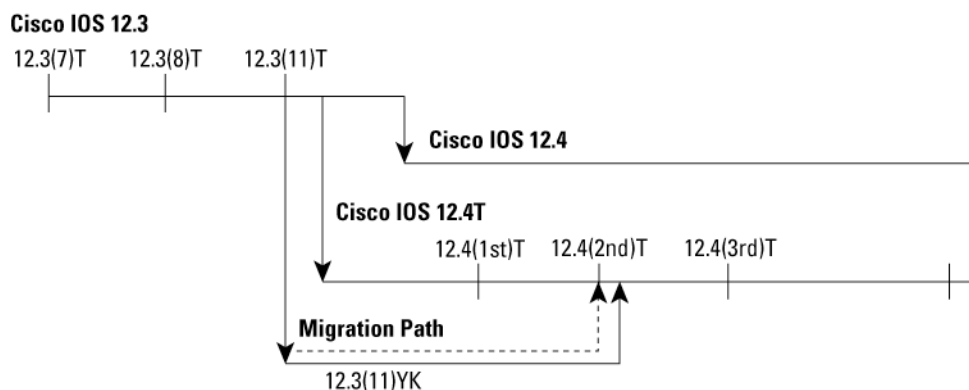 Cisco IOS 12.3
12.3(7)T 12.3(8)T 12.3(11)T
Cisco IOS 12.4
Cisco IOS 12.4T
12.4(1st)T 12.4(2nd)T 12.4(3rd)T
Migration Path
12.3(11)YK